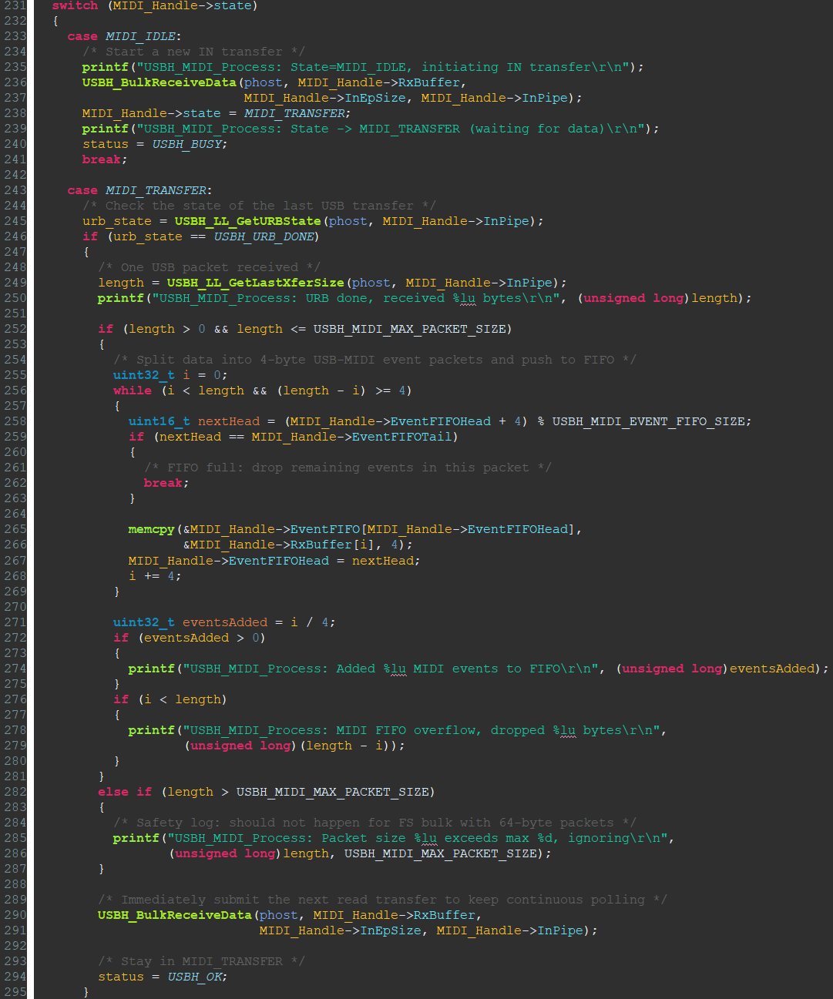 231 switch (MIDI_Handle->state)
232 {
233 case MIDI_IDLE:
234 /* Start a new IN transfer */
235 printf("USBH_MIDI_Process: State=MIDI_IDLE, initiating IN transfer\r\n");
236 USBH_BulkReceiveData(phost, MIDI_Handle->RxBuffer,
237 MIDI_Handle->InEpSize, MIDI_Handle->InPipe);
238 MIDI_Handle->state = MIDI_TRANSFER;
239 printf("USBH_MIDI_Process: State -> MIDI_TRANSFER (waiting for data)\r\n");
240 status = USBH_BUSY;
241 break;
242
243 case MIDI_TRANSFER:
244 /* Check the state of the last USB transfer */
245 urb_state = USBH_LL_GetURBState(phost, MIDI_Handle->InPipe);
246 if (urb_state == USBH_URB_DONE)
247 {
248 /* One USB packet received */
249 length = USBH_LL_GetLastXferSize(phost, MIDI_Handle->InPipe);
250 printf("USBH_MIDI_Process: URB done, received %lu bytes\r\n", (unsigned long)length);
251
252 if (length > 0 && length <= USBH_MIDI_MAX_PACKET_SIZE)
253 {
254 /* Split data into 4-byte USB-MIDI event packets and push to FIFO */
255 uint32_t i = 0;
256 while (i < length && (length - i) >= 4)
257 {
258 uint16_t nextHead = (MIDI_Handle->EventFIFOHead + 4) % USBH_MIDI_EVENT_FIFO_SIZE;
259 if (nextHead == MIDI_Handle->EventFIFOTail)
260 {
261 /* FIFO full: drop remaining events in this packet */
262 break;
263 }
264
265 memcpy(&MIDI_Handle->EventFIFO[MIDI_Handle->EventFIFOHead],
266 &MIDI_Handle->RxBuffer[i], 4);
267 MIDI_Handle->EventFIFOHead = nextHead;
268 i += 4;
269 }
270
271 uint32_t eventsAdded = i / 4;
272 if (eventsAdded > 0)
273 {
274 printf("USBH_MIDI_Process: Added %lu MIDI events to FIFO\r\n", (unsigned long)eventsAdded);
275 }
276 if (i < length)
277 {
278 printf("USBH_MIDI_Process: MIDI FIFO overflow, dropped %lu bytes\r\n",
279 (unsigned long)(length - i));
280 }
281 }
282 else if (length > USBH_MIDI_MAX_PACKET_SIZE)
283 {
284 /* Safety log: should not happen for FS bulk with 64-byte packets */
285 printf("USBH_MIDI_Process: Packet size %lu exceeds max %d, ignoring\r\n",
286 (unsigned long)length, USBH_MIDI_MAX_PACKET_SIZE);
287 }
288
289 /* Immediately submit the next read transfer to keep continuous polling */
290 USBH_BulkReceiveData(phost, MIDI_Handle->RxBuffer,
291 MIDI_Handle->InEpSize, MIDI_Handle->InPipe);
292
293 /* Stay in MIDI_TRANSFER */
294 status = USBH_OK;
295 }